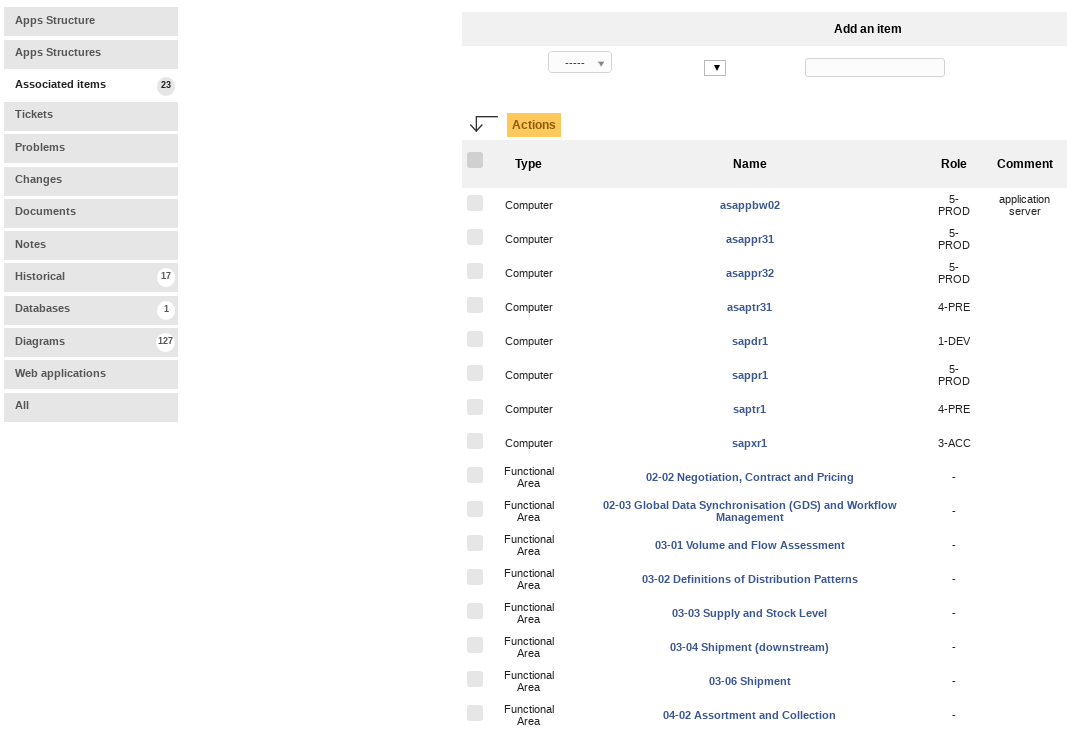 Apps Structure
Apps Structures
Associated items 23
Tickets
Problems
Changes
Documents
Notes
Historical 17
Databases 1
Diagrams 127
Web applications
All
Add an item
-----
Actions
Type Name Role Comment
Computer asappbw02 5-
PROD application
server
Computer asappr31 5-
PROD
Computer asappr32 5-
PROD
Computer asaptr31 4-PRE
Computer sapdr1 1-DEV
Computer sappr1 5-
PROD
Computer saptr1 4-PRE
Computer sapxr1 3-ACC
Functional
Area 02-02 Negotiation, Contract and Pricing -
Functional
Area 02-03 Global Data Synchronisation (GDS) and Workflow
Management -
Functional
Area 03-01 Volume and Flow Assessment -
Functional
Area 03-02 Definitions of Distribution Patterns -
Functional
Area 03-03 Supply and Stock Level -
Functional
Area 03-04 Shipment (downstream) -
Functional
Area 03-06 Shipment -
Functional
Area 04-02 Assortment and Collection -